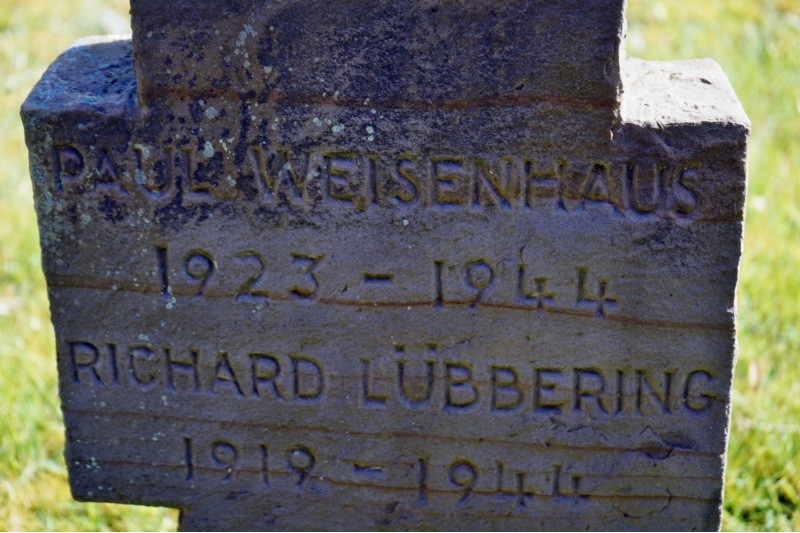 PAUL WEISENHAUS
1923 - 1944
RICHARD LÜBBERING
1919 - 1944